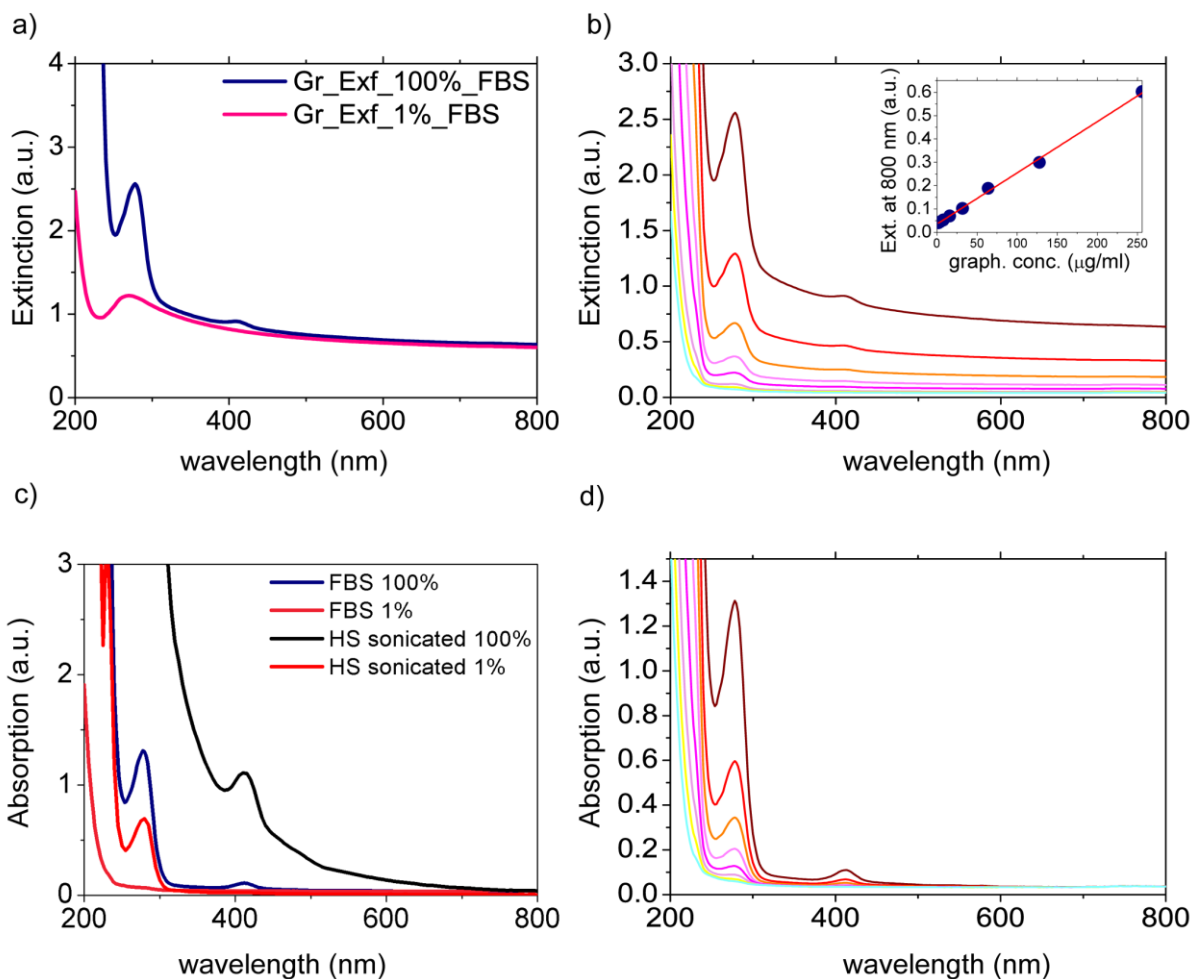 a)
4
3
2
1
0
Extinction (a.u.)
Gr_Exf_100%_FBS
Gr_Exf_1%_FBS
200
400
600
800
wavelength (nm)
b)
3.0
2.5
2.0
1.5
1.0
0.5
0.0
Extinction (a.u.)
0.6
0.5
0.4
0.3
0.2
0.1
0.0
Ext. at 800 nm (a.u.)
0 50 100 150 200 250
graph. conc. (μg/ml)
200
400
600
800
wavelength (nm)
c)
3
2
1
0
Absorption (a.u.)
FBS 100%
FBS 1%
HS sonicated 100%
HS sonicated 1%
200
400
600
800
wavelength (nm)
d)
1.4
1.2
1.0
0.8
0.6
0.4
0.2
0.0
Absorption (a.u.)
200
400
600
800
wavelength (nm)